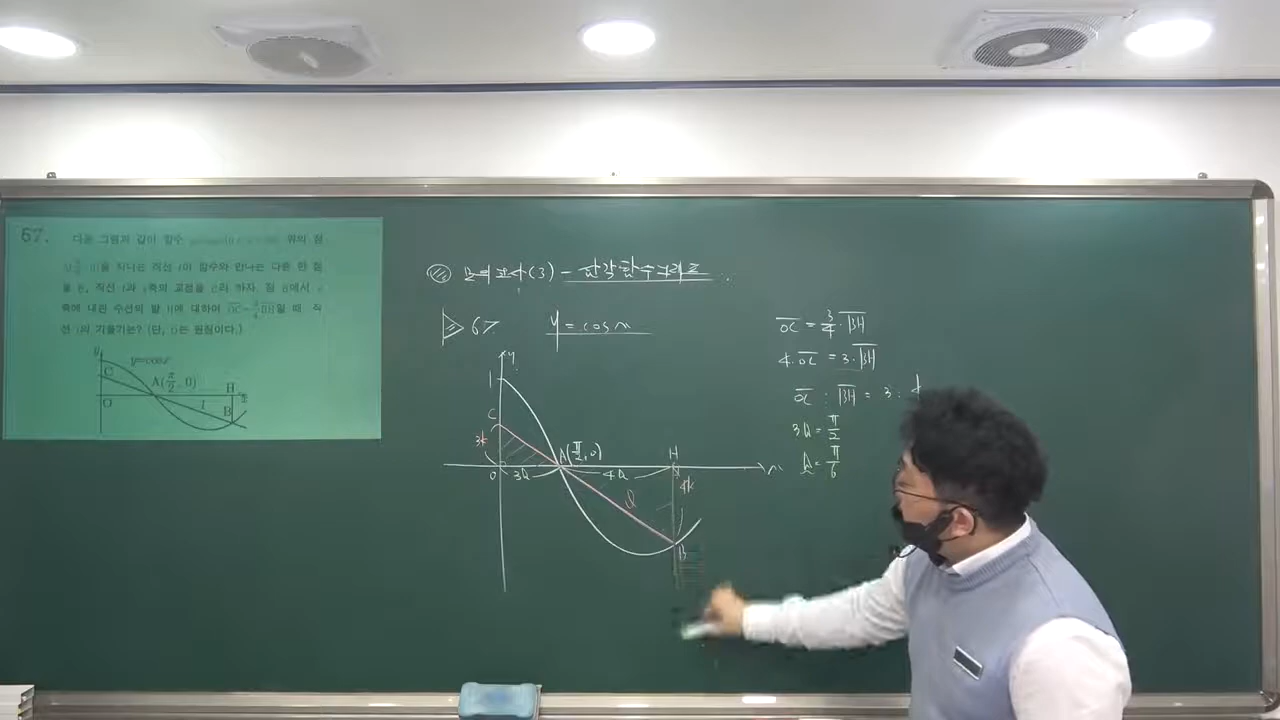 67. 다음 그림과 같이 함수 위의 점
을 지나는 직선 l이 함수와 만나는 다른 한 점
을 B, 직선 l과 y축의 교점을 C라 하자. 점 B에서 x
축에 내린 수선의 발 H에 대하여 OC=3/4BH일 때, 직
선 l의 기울기는? (단, O는 원점이다.)
y
y=cosx
C
A(π/2, 0)
H
x
O
l
B
(3) - 삼각함수그래프
67
y = cos x
y
1
C
3k
A(π/2, 0)
H
x
O
3a
4a
4k
l
B
OC = 3/4 · BH
4·OC = 3·BH
OC : BH = 3 : 4
3a = π/2
a = π/6